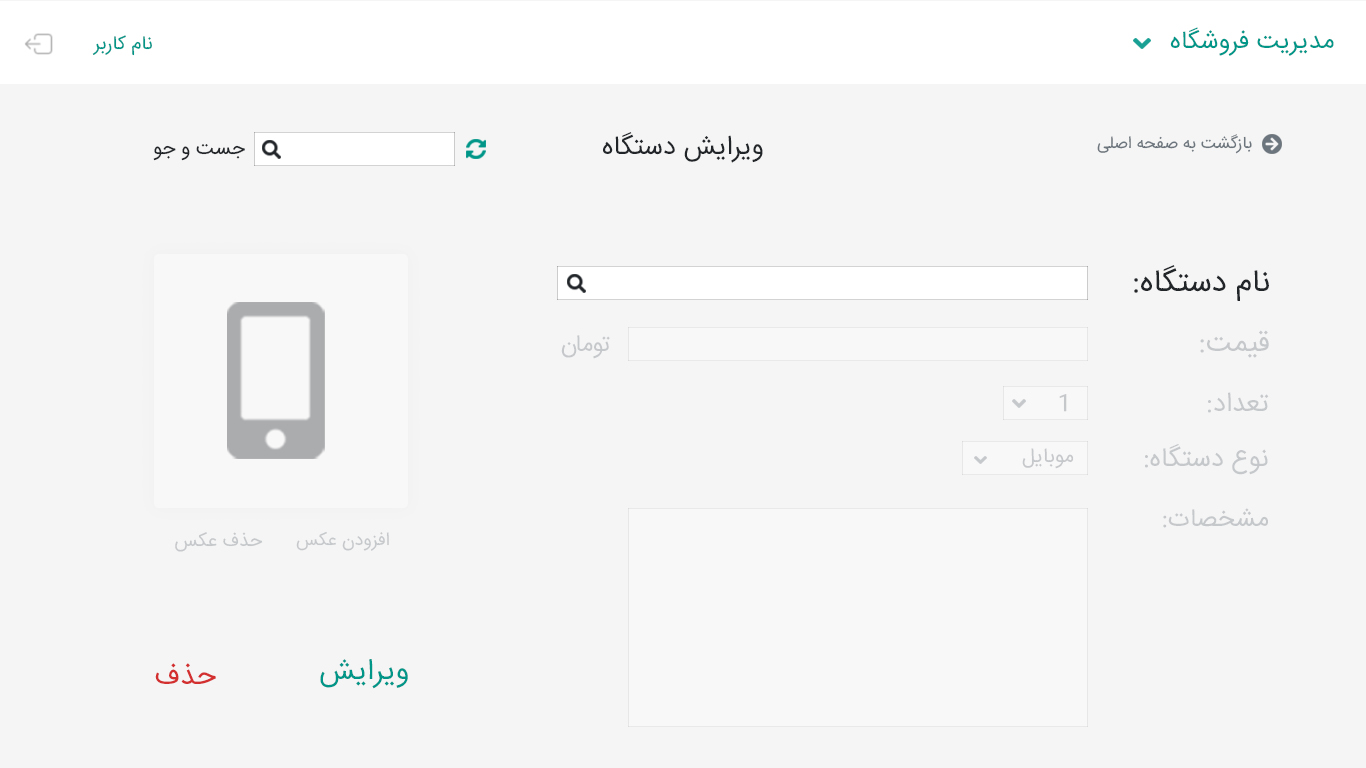 مدیریت فروشگاه
نام کاربر
بازگشت به صفحه اصلی
ویرایش دستگاه
جست و جو
نام دستگاه:
قیمت:
تومان
تعداد:
1
نوع دستگاه:
موبایل
مشخصات:
افزودن عکس
حذف عکس
ویرایش
حذف